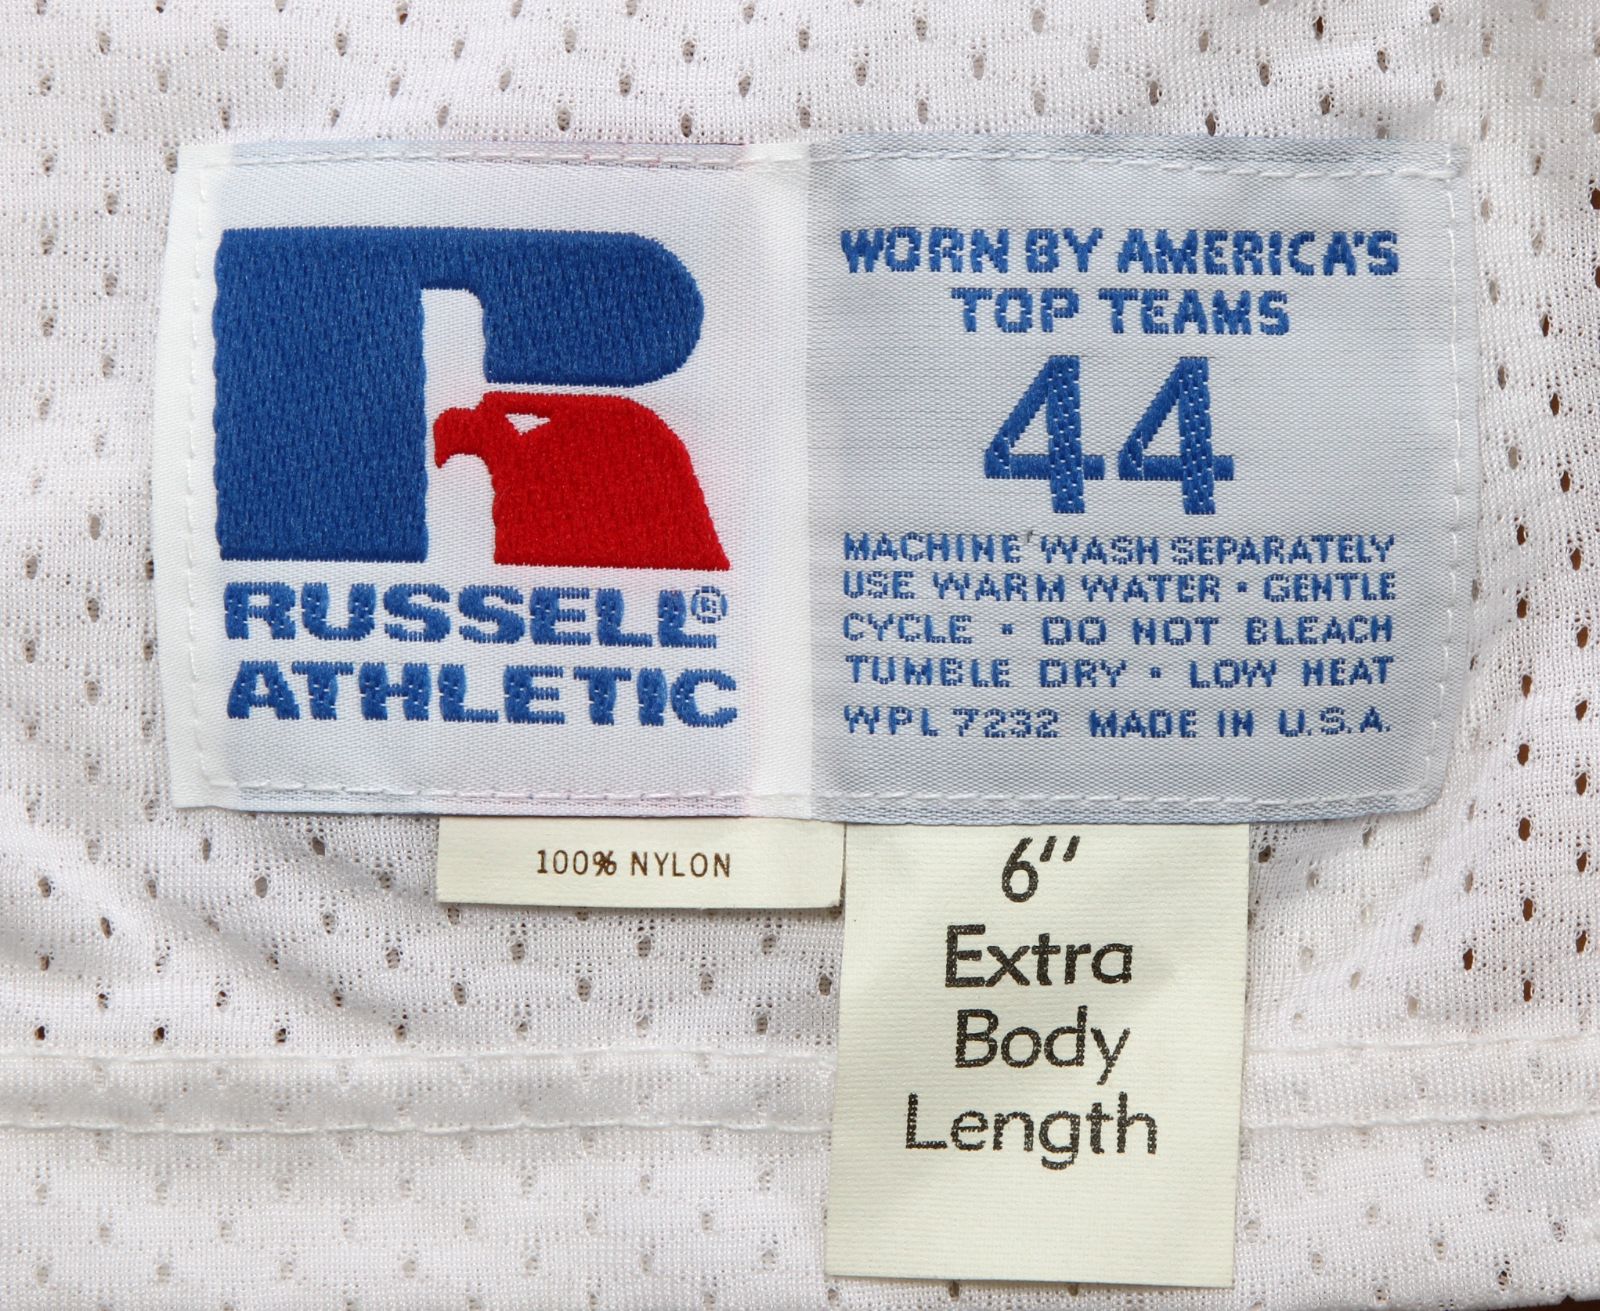 RUSSELL®
ATHLETIC
WORN BY AMERICA'S
TOP TEAMS
44
MACHINE WASH SEPARATELY
USE WARM WATER · GENTLE
CYCLE · DO NOT BLEACH
TUMBLE DRY · LOW HEAT
WPL 7232 MADE IN U.S.A.
100% NYLON
6"
Extra
Body
Length